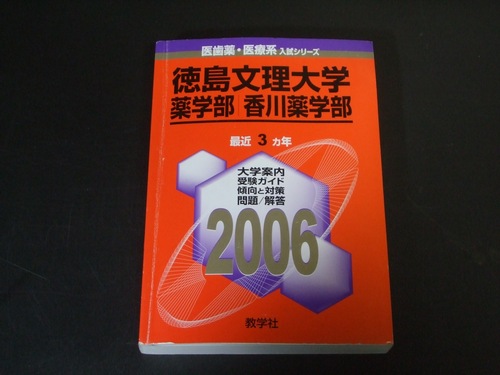 医歯薬・医療系 入試シリーズ
徳島文理大学
薬学部 香川薬学部
最近 3 カ年
大学案内
受験ガイド
傾向と対策
問題/解答
2006
教学社